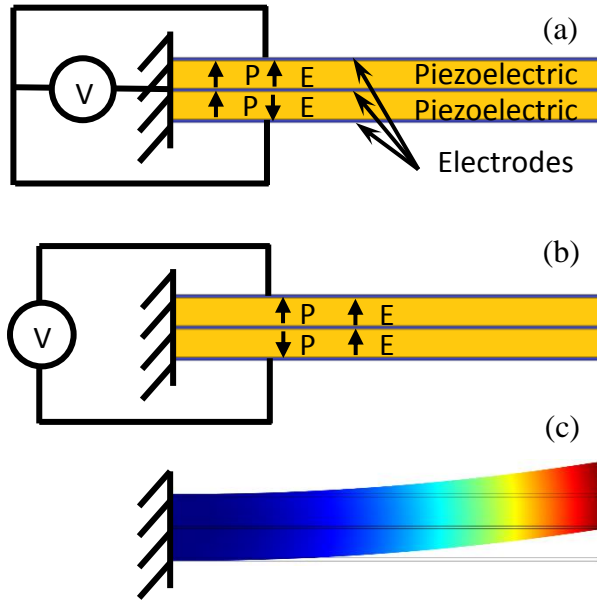 (a)
P E Piezoelectric
V
P E Piezoelectric
Electrodes
(b)
P E
V
P E
(c)